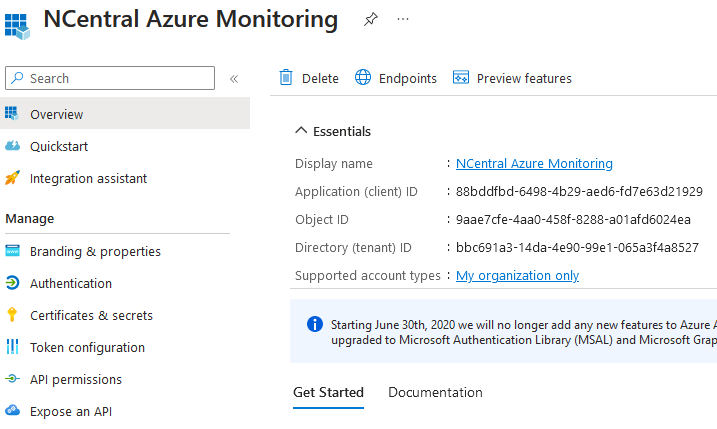 NCentral Azure Monitoring
Search
Delete
Endpoints
Preview features
Overview
Quickstart
Integration assistant
Manage
Branding & properties
Authentication
Certificates & secrets
Token configuration
API permissions
Expose an API
Essentials
Display name : NCentral Azure Monitoring
Application (client) ID : 88bddfbd-6498-4b29-aed6-fd7e63d21929
Object ID : 9aae7cfe-4aa0-458f-8288-a01afd6024ea
Directory (tenant) ID : bbc691a3-14da-4e90-99e1-065a3f4a8527
Supported account types : My organization only
Starting June 30th, 2020 we will no longer add any new features to Azure A
upgraded to Microsoft Authentication Library (MSAL) and Microsoft Grap
Get Started
Documentation